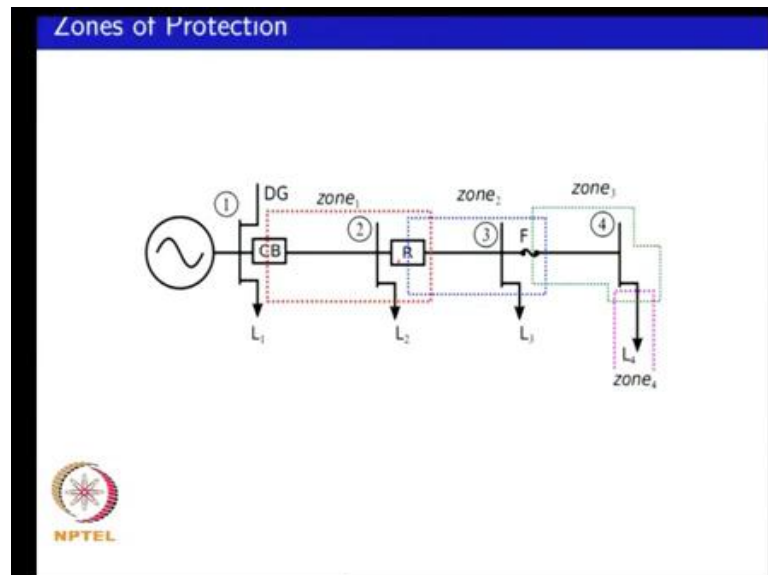 Zones of Protection
DG zone₁ zone₂ zone₃
① ② ③ F ④
CB R
L₁ L₂ L₃ L₄
zone₄
NPTEL